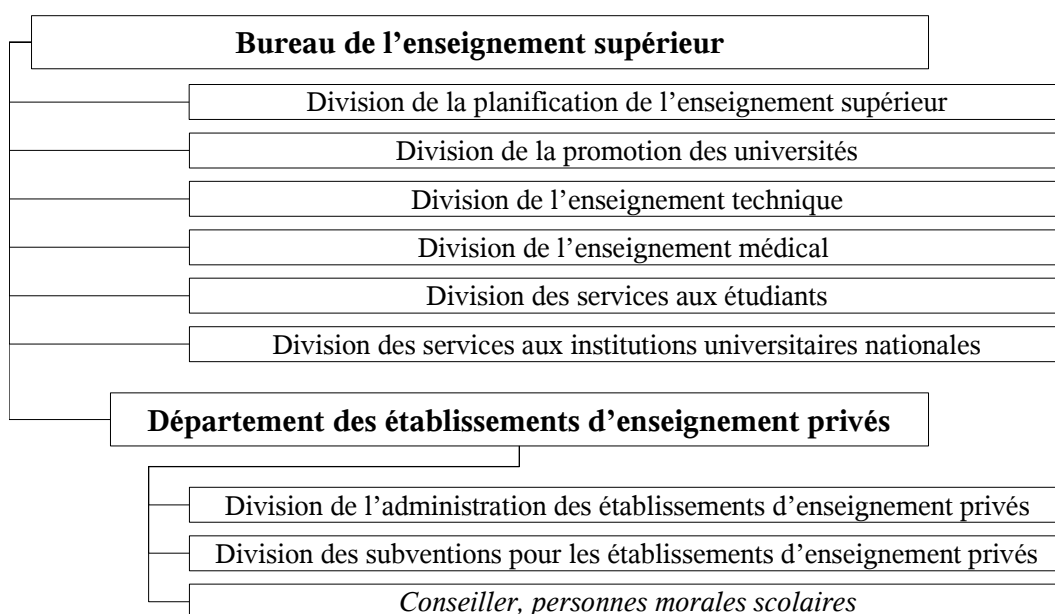 Bureau de l’enseignement supérieur
Division de la planification de l’enseignement supérieur
Division de la promotion des universités
Division de l’enseignement technique
Division de l’enseignement médical
Division des services aux étudiants
Division des services aux institutions universitaires nationales
Département des établissements d’enseignement privés
Division de l’administration des établissements d’enseignement privés
Division des subventions pour les établissements d’enseignement privés
Conseiller, personnes morales scolaires